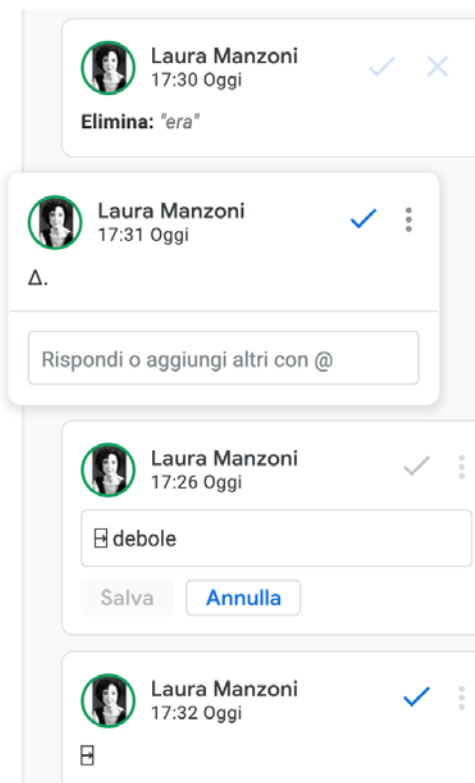 Laura Manzoni
17:30 Oggi
Elimina: "era"
Laura Manzoni
17:31 Oggi
Δ.
Rispondi o aggiungi altri con @
Laura Manzoni
17:26 Oggi
⍈ debole
Salva Annulla
Laura Manzoni
17:32 Oggi
⍈